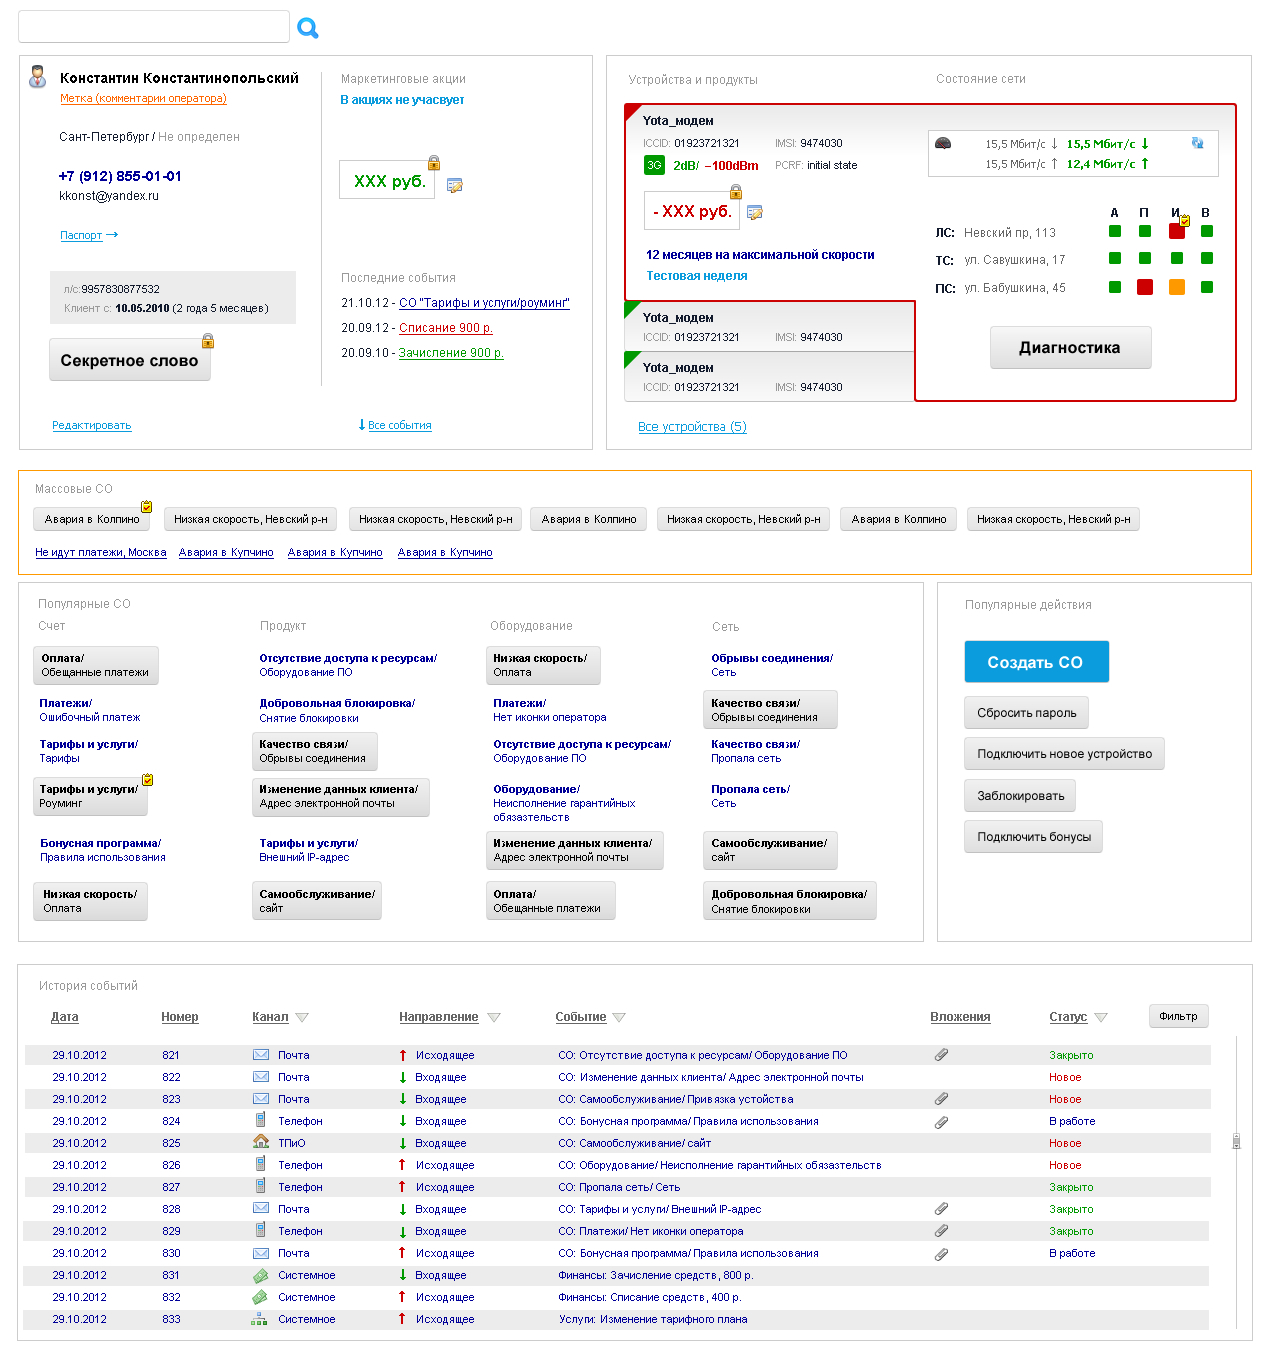 Константин Константинопольский
Метка (комментарии оператора)
Сант-Петербург / Не определен
+7 (912) 855-01-01
kkonst@yandex.ru
Паспорт →
л/с:9957830877532
Клиент с: 10.05.2010 (2 года 5 месяцев)
Секретное слово
Редактировать
Маркетинговые акции
В акциях не учасвует
XXX руб.
Последние события
21.10.12 - СО "Тарифы и услуги/роуминг"
20.09.12 - Списание 900 р.
20.09.10 - Зачисление 900 р.
↓ Все события
Устройства и продукты
Yota_модем
ICCID: 01923721321 IMSI: 9474030
3G 2dB/ −100dBm PCRF: initial state
- XXX руб.
12 месяцев на максимальной скорости
Тестовая неделя
Yota_модем
ICCID: 01923721321 IMSI: 9474030
Yota_модем
ICCID: 01923721321 IMSI: 9474030
Все устройства (5)
Состояние сети
15,5 Мбит/с ↓ 15,5 Мбит/с ↓
15,5 Мбит/с ↑ 12,4 Мбит/с ↑
А П И В
ЛС: Невский пр, 113
ТС: ул. Савушкина, 17
ПС: ул. Бабушкина, 45
Диагностика
Массовые СО
Авария в Колпино Низкая скорость, Невский р-н Низкая скорость, Невский р-н Авария в Колпино Низкая скорость, Невский р-н Авария в Колпино Низкая скорость, Невский р-н
Не идут платежи, Москва Авария в Купчино Авария в Купчино Авария в Купчино
Популярные СО
Счет
Оплата/
Обещанные платежи
Платежи/
Ошибочный платеж
Тарифы и услуги/
Тарифы
Тарифы и услуги/
Роуминг
Бонусная программа/
Правила использования
Низкая скорость/
Оплата
Продукт
Отсутствие доступа к ресурсам/
Оборудование ПО
Добровольная блокировка/
Снятие блокировки
Качество связи/
Обрывы соединения
Изменение данных клиента/
Адрес электронной почты
Тарифы и услуги/
Внешний IP-адрес
Самообслуживание/
сайт
Оборудование
Низкая скорость/
Оплата
Платежи/
Нет иконки оператора
Отсутствие доступа к ресурсам/
Оборудование ПО
Оборудование/
Неисполнение гарантийных
обязазтельств
Изменение данных клиента/
Адрес электронной почты
Оплата/
Обещанные платежи
Сеть
Обрывы соединения/
Сеть
Качество связи/
Обрывы соединения
Качество связи/
Пропала сеть
Пропала сеть/
Сеть
Самообслуживание/
сайт
Добровольная блокировка/
Снятие блокировки
Популярные действия
Создать СО
Сбросить пароль
Подключить новое устройство
Заблокировать
Подключить бонусы
История событий
Дата Номер Канал Направление Событие Вложения Статус Фильтр
29.10.2012 821 Почта ↑ Исходящее СО: Отсутствие доступа к ресурсам/ Оборудование ПО Закрыто
29.10.2012 822 Почта ↓ Входящее СО: Изменение данных клиента/ Адрес электронной почты Новое
29.10.2012 823 Почта ↓ Входящее СО: Самообслуживание/ Привязка устойства Новое
29.10.2012 824 Телефон ↓ Входящее СО: Бонусная программа/ Правила использования В работе
29.10.2012 825 ТПиО ↓ Входящее СО: Самообслуживание/ сайт Новое
29.10.2012 826 Телефон ↑ Исходящее СО: Оборудование/ Неисполнение гарантийных обязазтельств Новое
29.10.2012 827 Телефон ↑ Исходящее СО: Пропала сеть/ Сеть Закрыто
29.10.2012 828 Почта ↓ Входящее СО: Тарифы и услуги/ Внешний IP-адрес Закрыто
29.10.2012 829 Телефон ↓ Входящее СО: Платежи/ Нет иконки оператора Закрыто
29.10.2012 830 Почта ↑ Исходящее СО: Бонусная программа/ Правила использования В работе
29.10.2012 831 Системное ↓ Входящее Финансы: Зачисление средств, 800 р.
29.10.2012 832 Системное ↑ Исходящее Финансы: Списание средств, 400 р.
29.10.2012 833 Системное ↑ Исходящее Услуги: Изменение тарифного плана